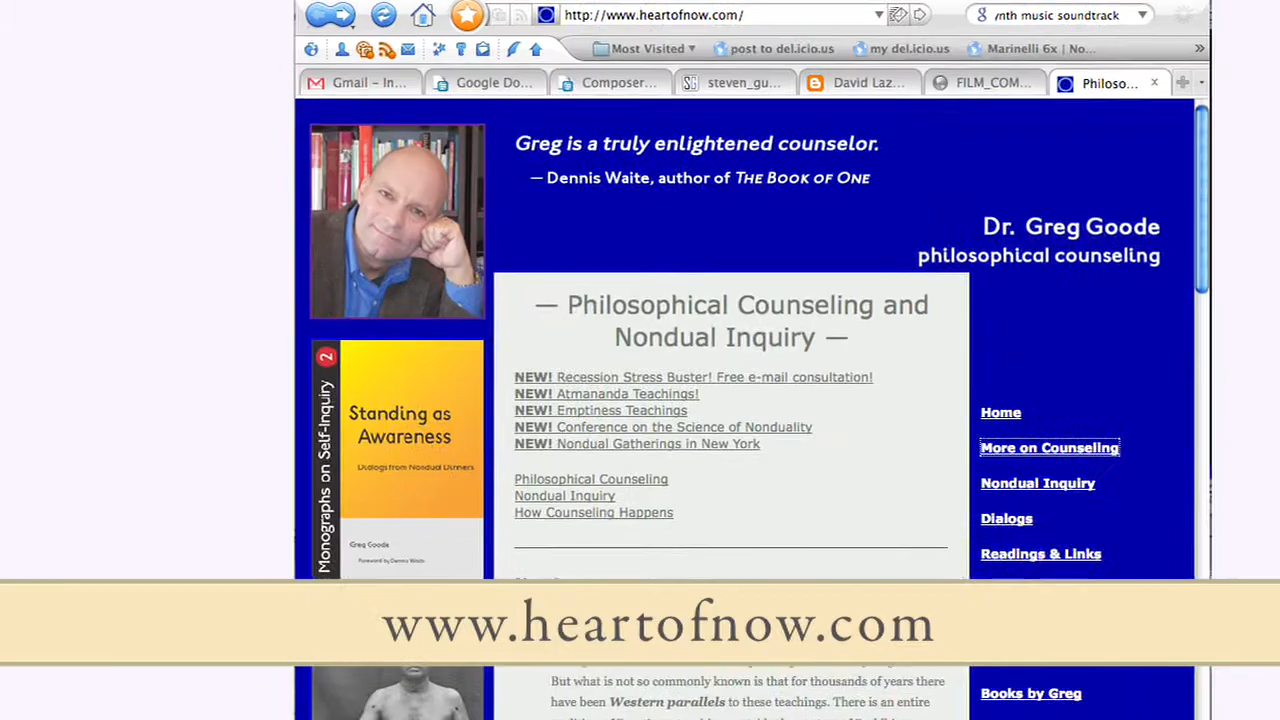 http://www.heartofnow.com/
ynth music soundtrack
Most Visited
post to del.icio.us
my del.icio.us
Marinelli 6x | No...
»
Gmail – In...
Google Do...
Composer...
steven_gu...
David Laz...
FILM_COM...
Philoso...
Greg is a truly enlightened counselor.
— Dennis Waite, author of THE BOOK OF ONE
Dr. Greg Goode
philosophical counseling
— Philosophical Counseling and
Nondual Inquiry —
NEW! Recession Stress Buster! Free e-mail consultation!
NEW! Atmananda Teachings!
NEW! Emptiness Teachings
NEW! Conference on the Science of Nonduality
NEW! Nondual Gatherings in New York
Philosophical Counseling
Nondual Inquiry
How Counseling Happens
Monographs on Self-Inquiry 2
Standing as
Awareness
Dialogs from Nondual Dinners
Greg Goode
Foreword by Dennis Waite
Home
More on Counseling
Nondual Inquiry
Dialogs
Readings & Links
www.heartofnow.com
But what is not so commonly known is that for thousands of years there
have been Western parallels to these teachings. There is an entire
Books by Greg